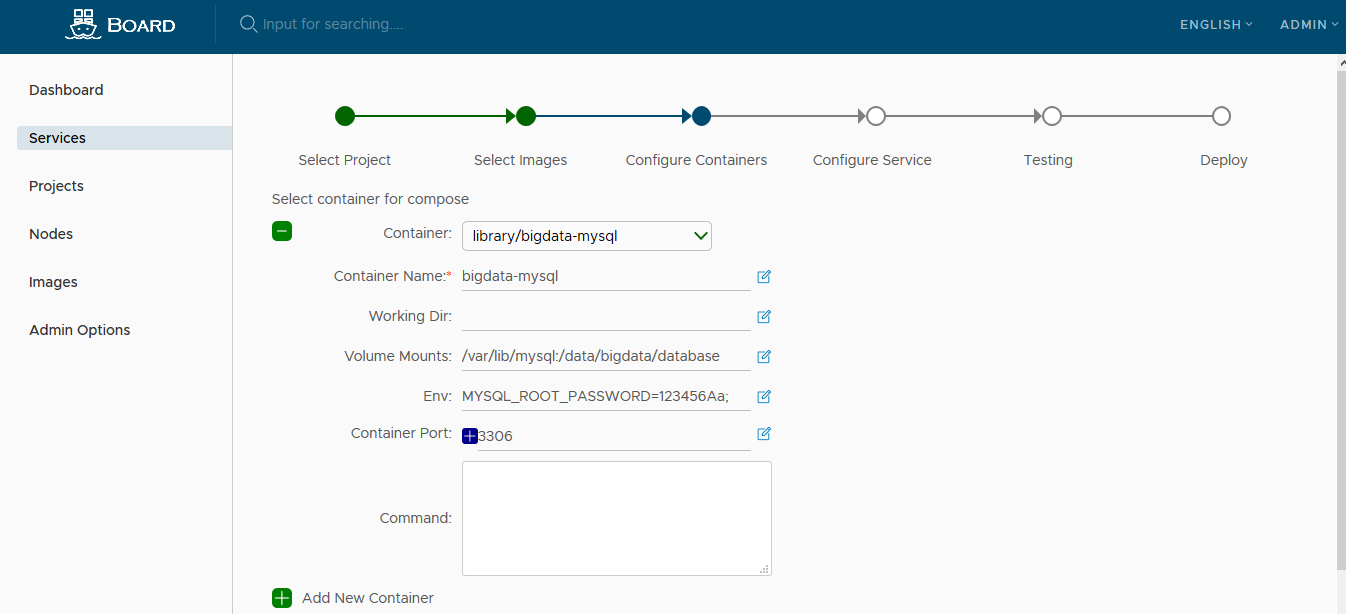 BOARD
Input for searching....
ENGLISH
ADMIN
Dashboard
Services
Projects
Nodes
Images
Admin Options
Select Project
Select Images
Configure Containers
Configure Service
Testing
Deploy
Select container for compose
Container: library/bigdata-mysql
Container Name:* bigdata-mysql
Working Dir:
Volume Mounts: /var/lib/mysql:/data/bigdata/database
Env: MYSQL_ROOT_PASSWORD=123456Aa;
Container Port: 3306
Command:
Add New Container